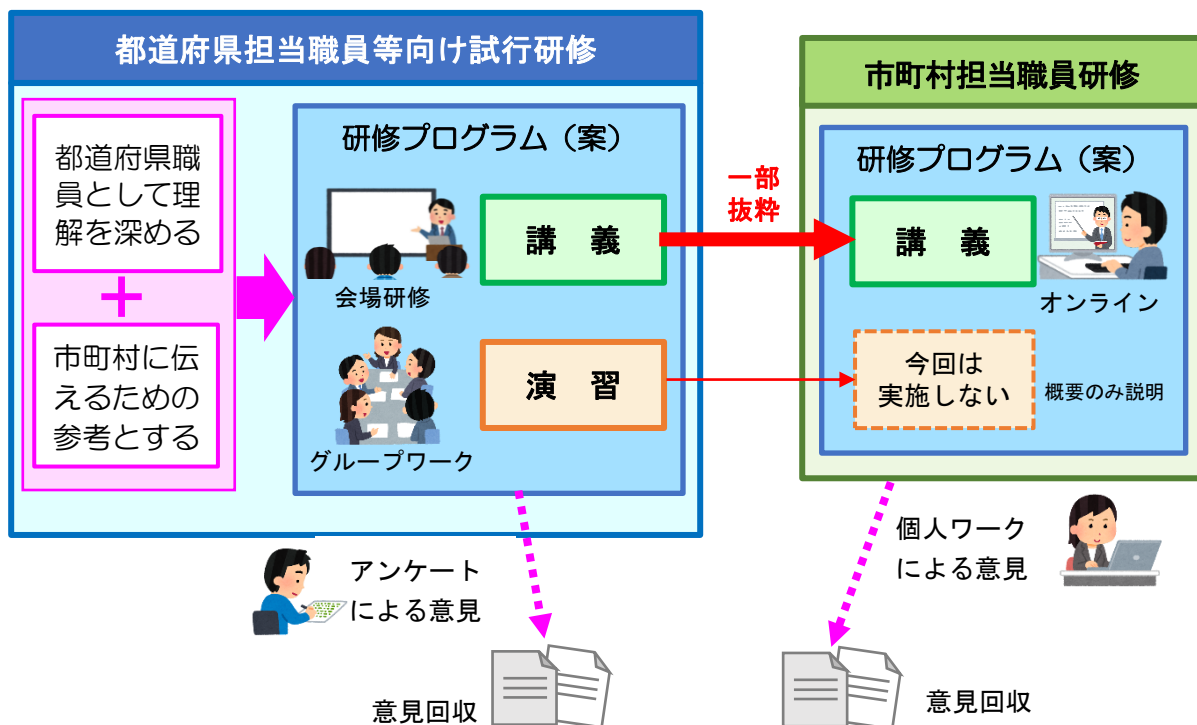 都道府県担当職員等向け試行研修
都道府県職
員として理
解を深める
＋
市町村に伝
えるための
参考とする
研修プログラム（案）
会場研修
講　義
グループワーク
演　習
一部
抜粋
市町村担当職員研修
研修プログラム（案）
講　義
オンライン
今回は
実施しない
概要のみ説明
アンケート
による意見
意見回収
個人ワーク
による意見
意見回収